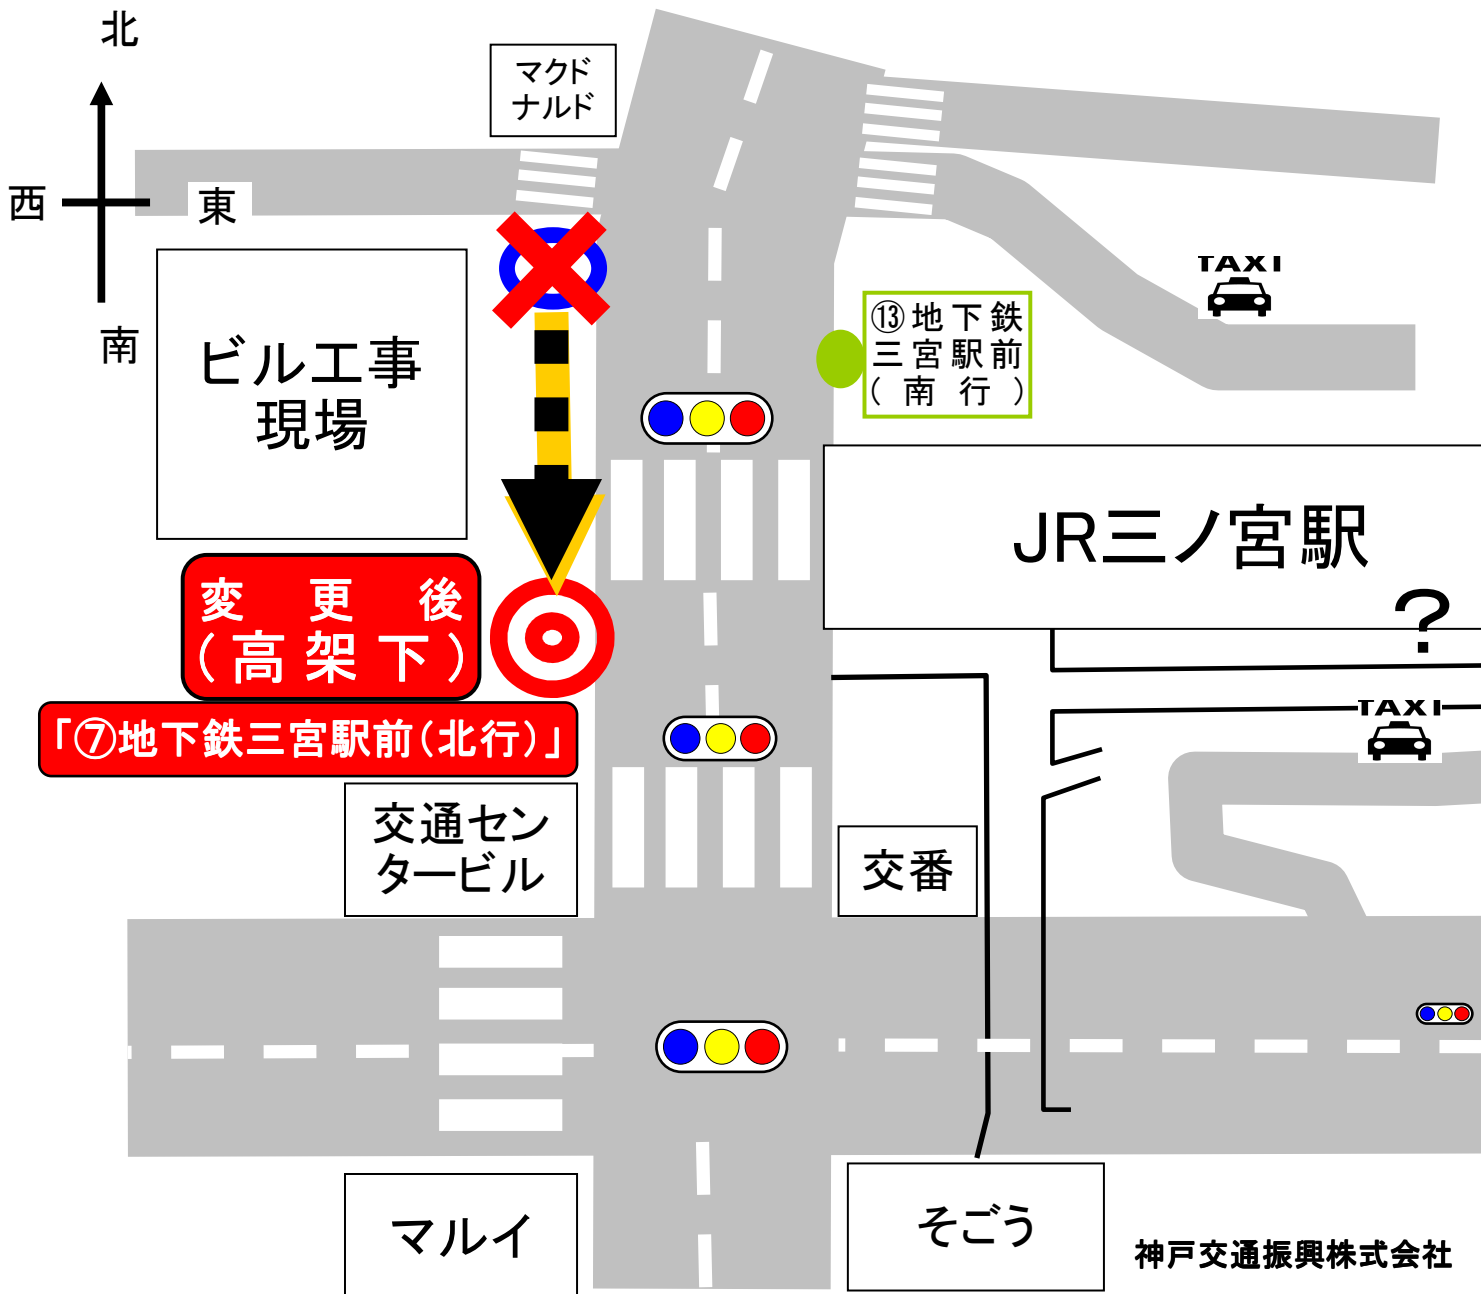 北
マクド
ナルド
西
東
南
TAXI
⑬地下鉄
三宮駅前
(南行)
ビル工事
現場
JR三ノ宮駅
?
変更後
(高架下)
「⑦地下鉄三宮駅前(北行)」
TAXI
交通セン
タービル
交番
マルイ
そごう
神戸交通振興株式会社